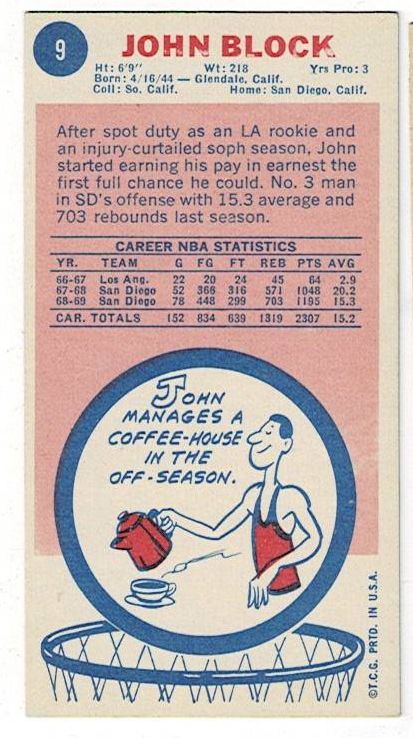 9
JOHN BLOCK
Ht: 6'9" Wt: 218 Yrs Pro: 3
Born: 4/16/44 — Glendale, Calif.
Coll: So. Calif. Home: San Diego, Calif.
After spot duty as an LA rookie and
an injury-curtailed soph season, John
started earning his pay in earnest the
first full chance he could. No. 3 man
in SD's offense with 15.3 average and
703 rebounds last season.
CAREER NBA STATISTICS
YR. TEAM G FG FT REB PTS AVG
66-67 Los Ang. 22 20 24 45 64 2.9
67-68 San Diego 52 366 316 571 1048 20.2
68-69 San Diego 78 448 299 703 1195 15.3
CAR. TOTALS 152 834 639 1319 2307 15.2
JOHN
MANAGES A
COFFEE-HOUSE
IN THE
OFF-SEASON.
©T.C.G. PRTD. IN U.S.A.